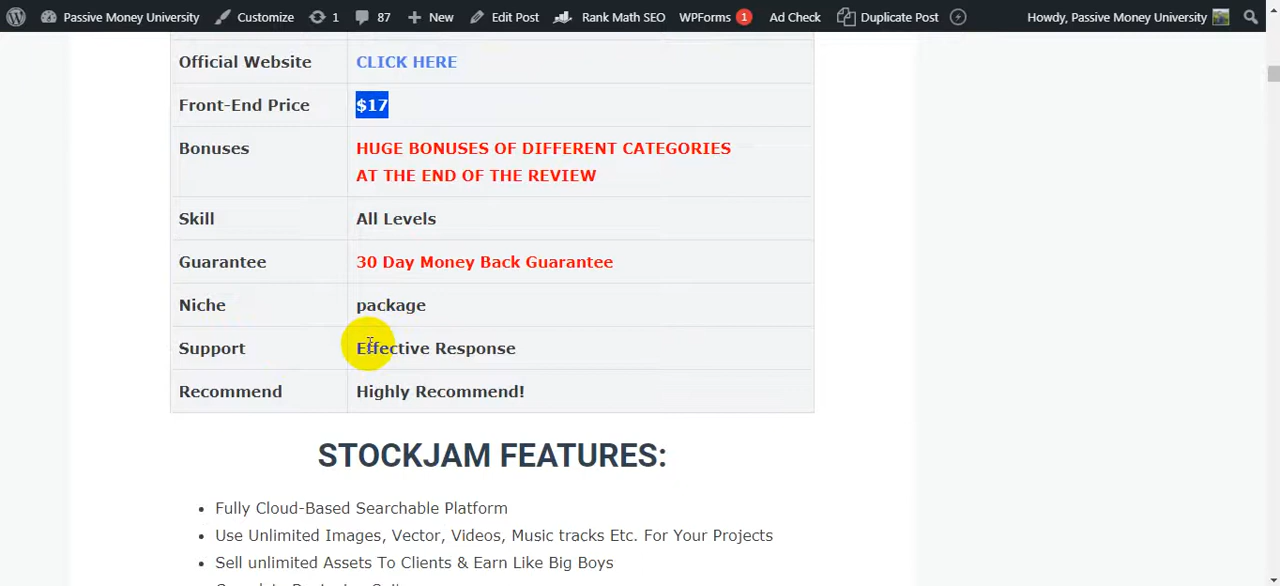 Passive Money University Customize 1 87 New Edit Post Rank Math SEO WPForms 1 Ad Check Duplicate Post Howdy, Passive Money University
Official Website CLICK HERE
Front-End Price $17
Bonuses HUGE BONUSES OF DIFFERENT CATEGORIES
AT THE END OF THE REVIEW
Skill All Levels
Guarantee 30 Day Money Back Guarantee
Niche package
Support Effective Response
Recommend Highly Recommend!
STOCKJAM FEATURES:
• Fully Cloud-Based Searchable Platform
• Use Unlimited Images, Vector, Videos, Music tracks Etc. For Your Projects
• Sell unlimited Assets To Clients & Earn Like Big Boys